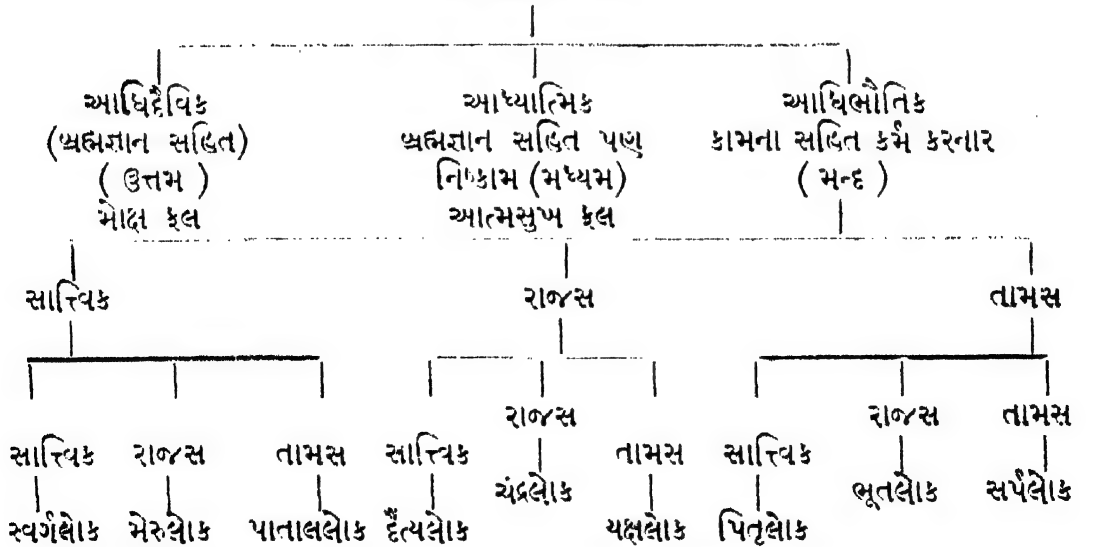 આધિદૈવિક આધ્યાત્મિક આધિભૌતિક
(બ્રહ્મજ્ઞાન સહિત) બ્રહ્મજ્ઞાન સહિત પણ કામના સહિત કર્મ કરનાર
( ઉત્તમ ) નિષ્કામ (મધ્યમ) ( મન્દ )
મોક્ષ ફલ આત્મસુખ ફલ
સાત્ત્વિક રાજસ તામસ
રાજસ રાજસ તામસ
સાત્ત્વિક રાજસ તામસ સાત્ત્વિક તામસ સાત્ત્વિક
ચંદ્રલોક ભૂતલોક સર્પલોક
સ્વર્ગલોક મેરુલોક પાતાલલોક દૈત્યલોક યક્ષલોક પિતૃલોક